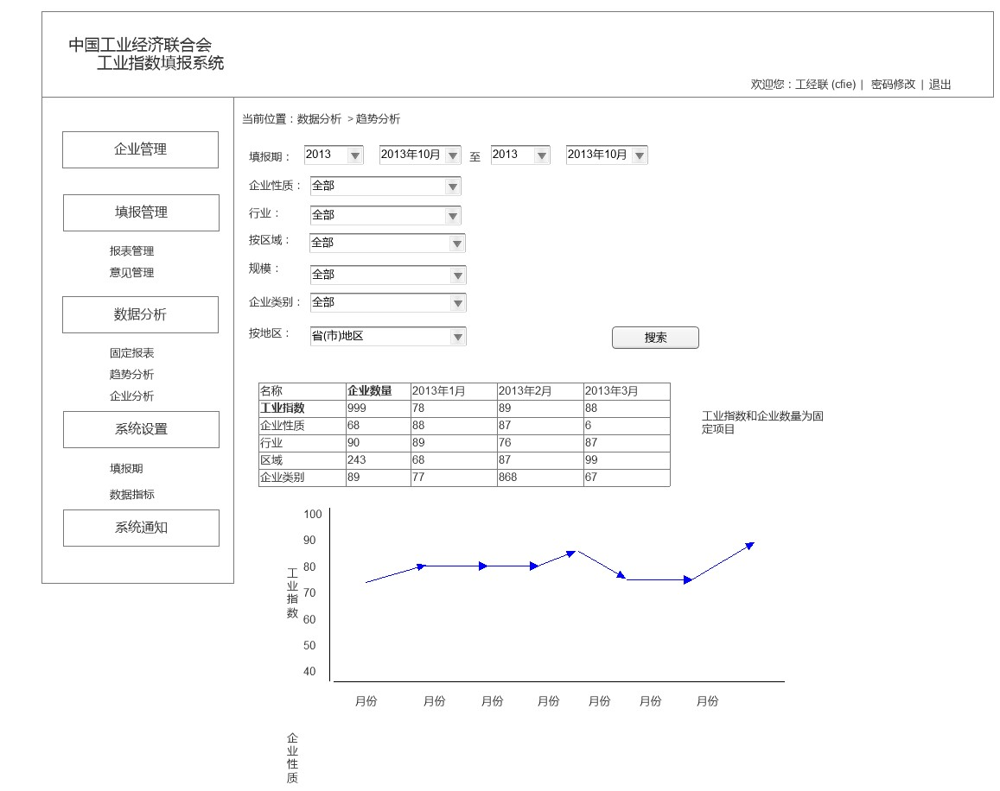 中国工业经济联合会
工业指数填报系统
欢迎您：工经联 (cfie) | 密码修改 | 退出
企业管理
填报管理
报表管理
意见管理
数据分析
固定报表
趋势分析
企业分析
系统设置
填报期
数据指标
系统通知
当前位置：数据分析 > 趋势分析
填报期： 2013 2013年10月 至 2013 2013年10月
企业性质： 全部
行业： 全部
按区域： 全部
规模： 全部
企业类别： 全部
按地区： 省(市)地区 搜索
名称 企业数量 2013年1月 2013年2月 2013年3月
工业指数 999 78 89 88
企业性质 68 88 87 6
行业 90 89 76 87
区域 243 68 87 99
企业类别 89 77 868 67
工业指数和企业数量为固
定项目
工业指数
100
90
80
70
60
50
40
月份 月份 月份 月份 月份 月份 月份
企业性质